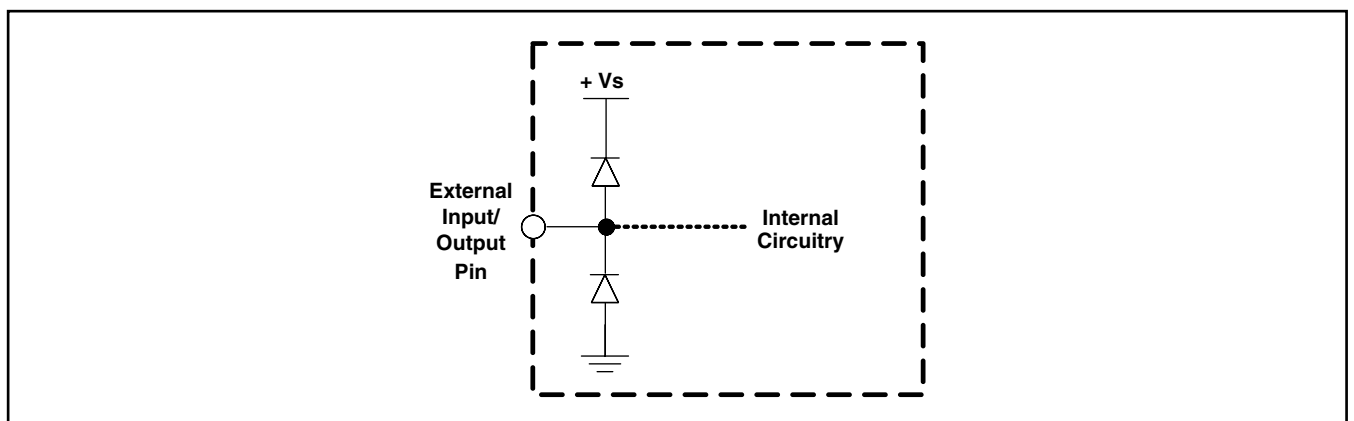 + Vs
External
Input/
Output
Pin
Internal
Circuitry